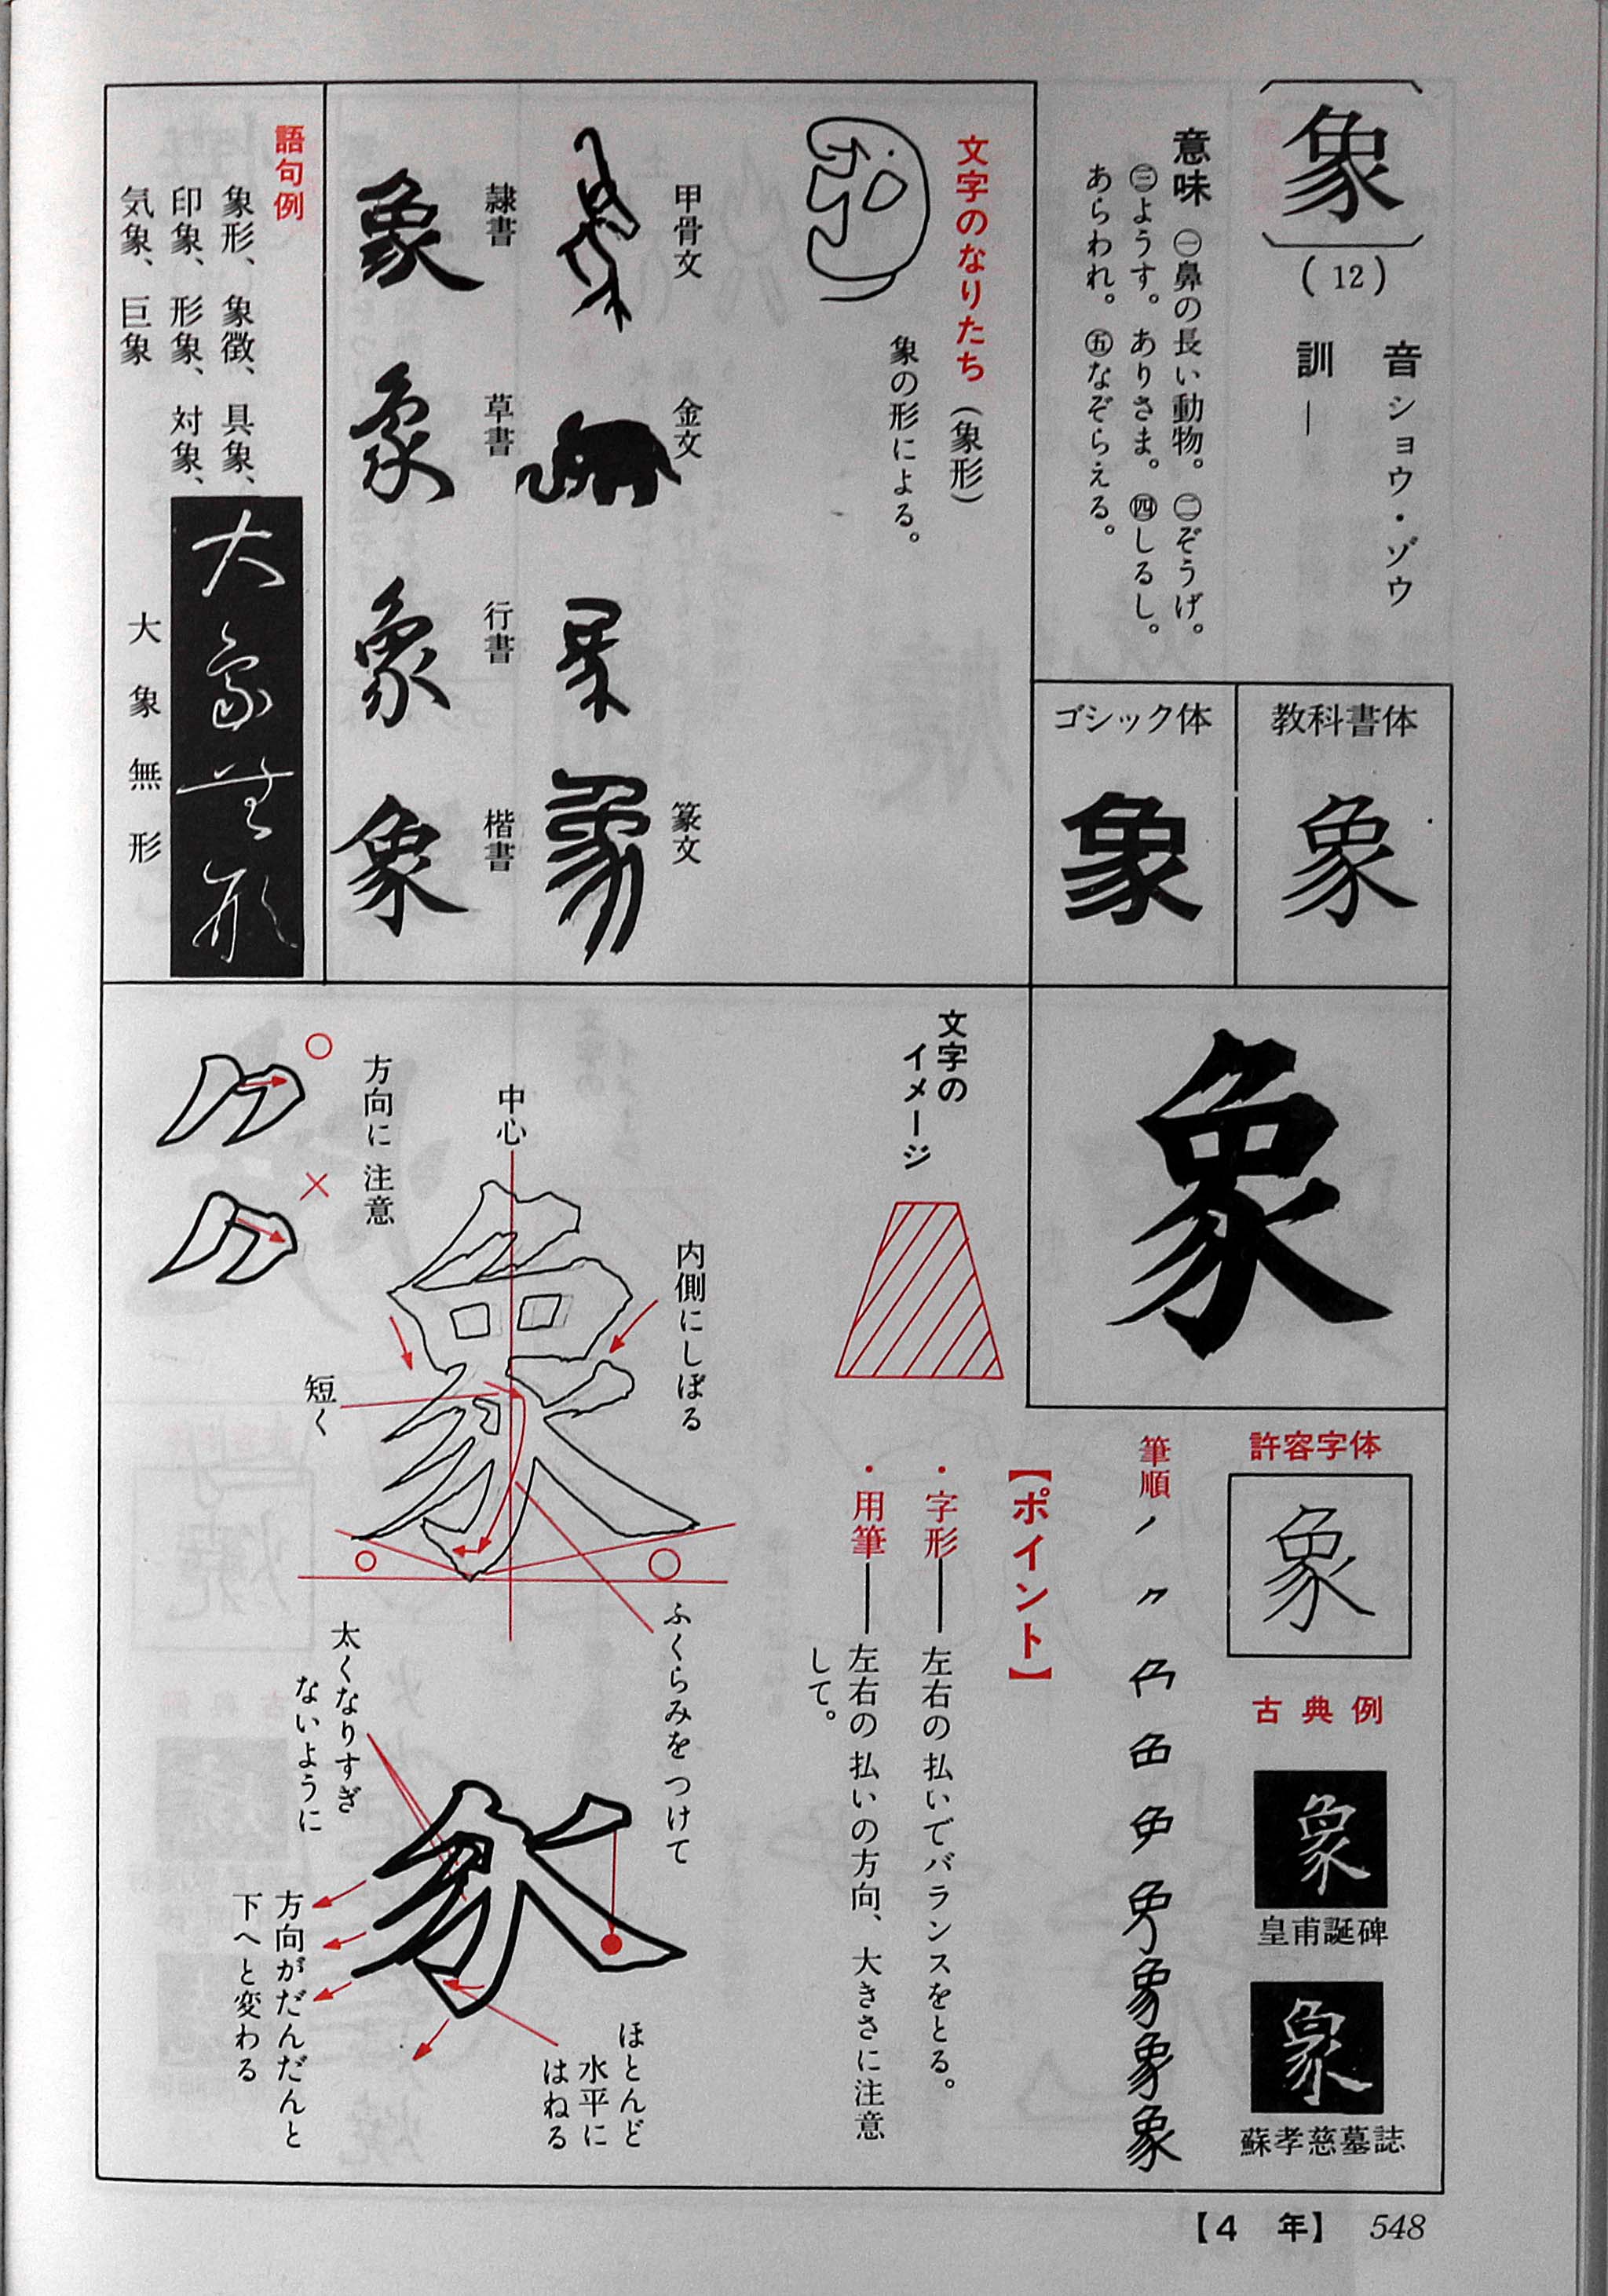 象
(12)
音 ショウ・ゾウ
訓 ―
意味 ㊀鼻の長い動物。㊁ぞうげ。
㊂ようす。ありさま。㊃しるし。
あらわれ。㊄なぞらえる。
教科書体
象
ゴシック体
象
文字のなりたち(象形)
象の形による。
甲骨文
金文
篆文
隷書
象
草書
象
行書
象
楷書
象
語句例
象形、象徴、具象、
印象、形象、対象、
気象、巨象
大象無形
大象無形
象
許容字体
象
古典例
象
皇甫誕碑
象
蘇孝慈墓誌
筆順
象
【ポイント】
・字形――左右の払いでバランスをとる。
・用筆――左右の払いの方向、大きさに注意
して。
文字の
イメージ
内側にしぼる
中心
方向に注意
○
×
短く
ふくらみをつけて
太くなりすぎ
ないように
方向がだんだんと
下へと変わる
ほとんど
水平に
はねる
【4 年】 548